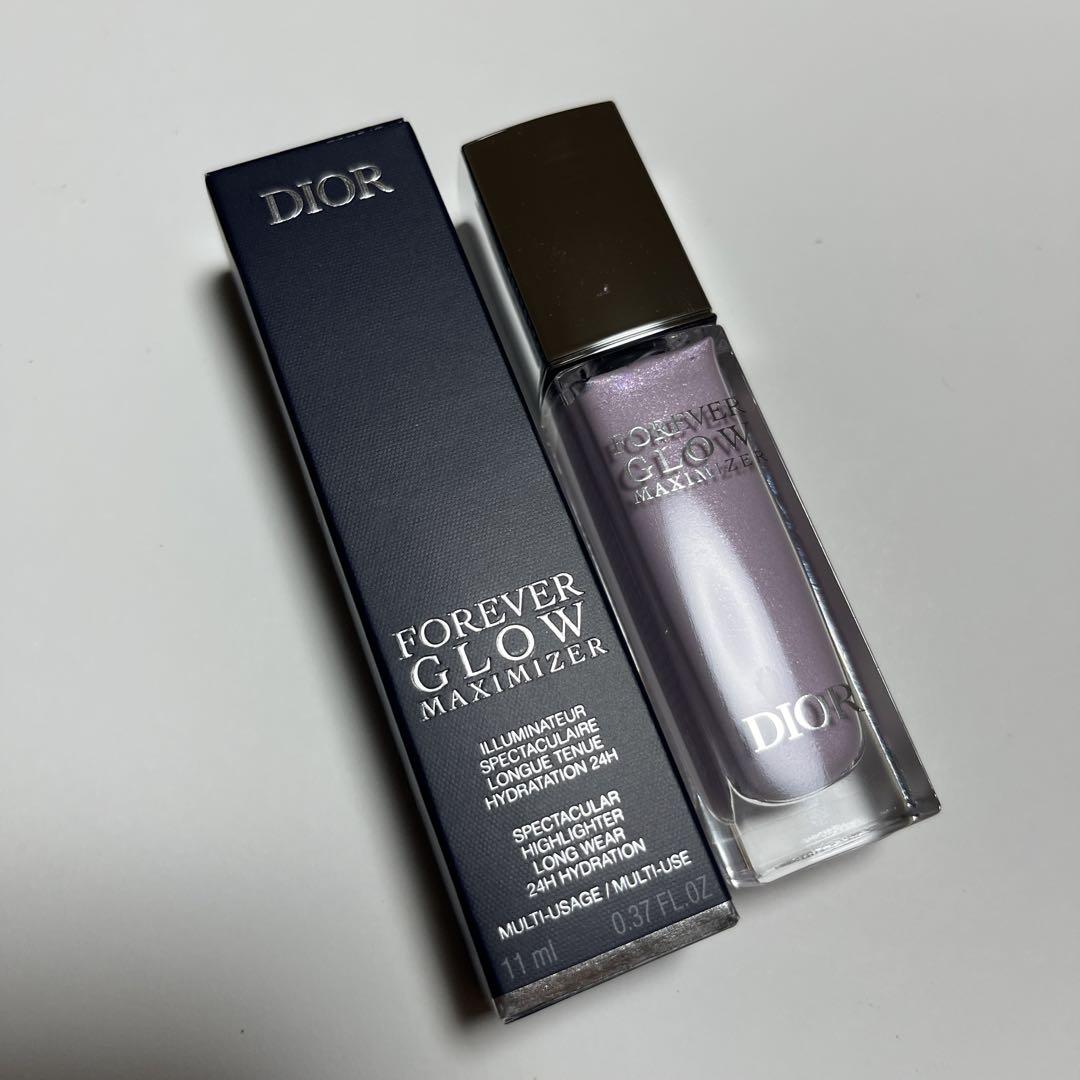 DIOR
FOREVER
GLOW
MAXIMIZER
ILLUMINATEUR
SPECTACULAIRE
LONGUE TENUE
HYDRATATION 24H
SPECTACULAR
HIGHLIGHTER
LONG WEAR
24H HYDRATION
MULTI-USAGE / MULTI-USE
11 ml 0.37 FL.OZ
FOREVER
GLOW
MAXIMIZER
DIOR